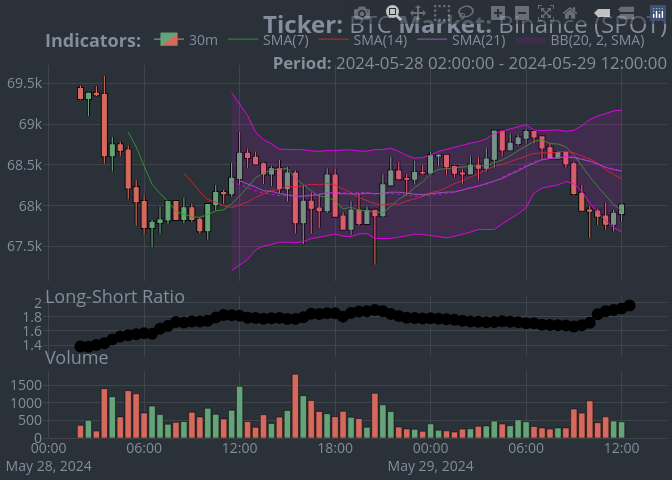 Ticker: BTC Market: Binance (SPOT)
Indicators: 30m SMA(7) SMA(14) SMA(21) BB(20, 2, SMA)
Period: 2024-05-28 02:00:00 - 2024-05-29 12:00:00
69.5k
69k
68.5k
68k
67.5k
Long-Short Ratio
2
1.8
1.6
1.4
Volume
1500
1000
500
0
00:00 06:00 12:00 18:00 00:00 06:00 12:00
May 28, 2024 May 29, 2024